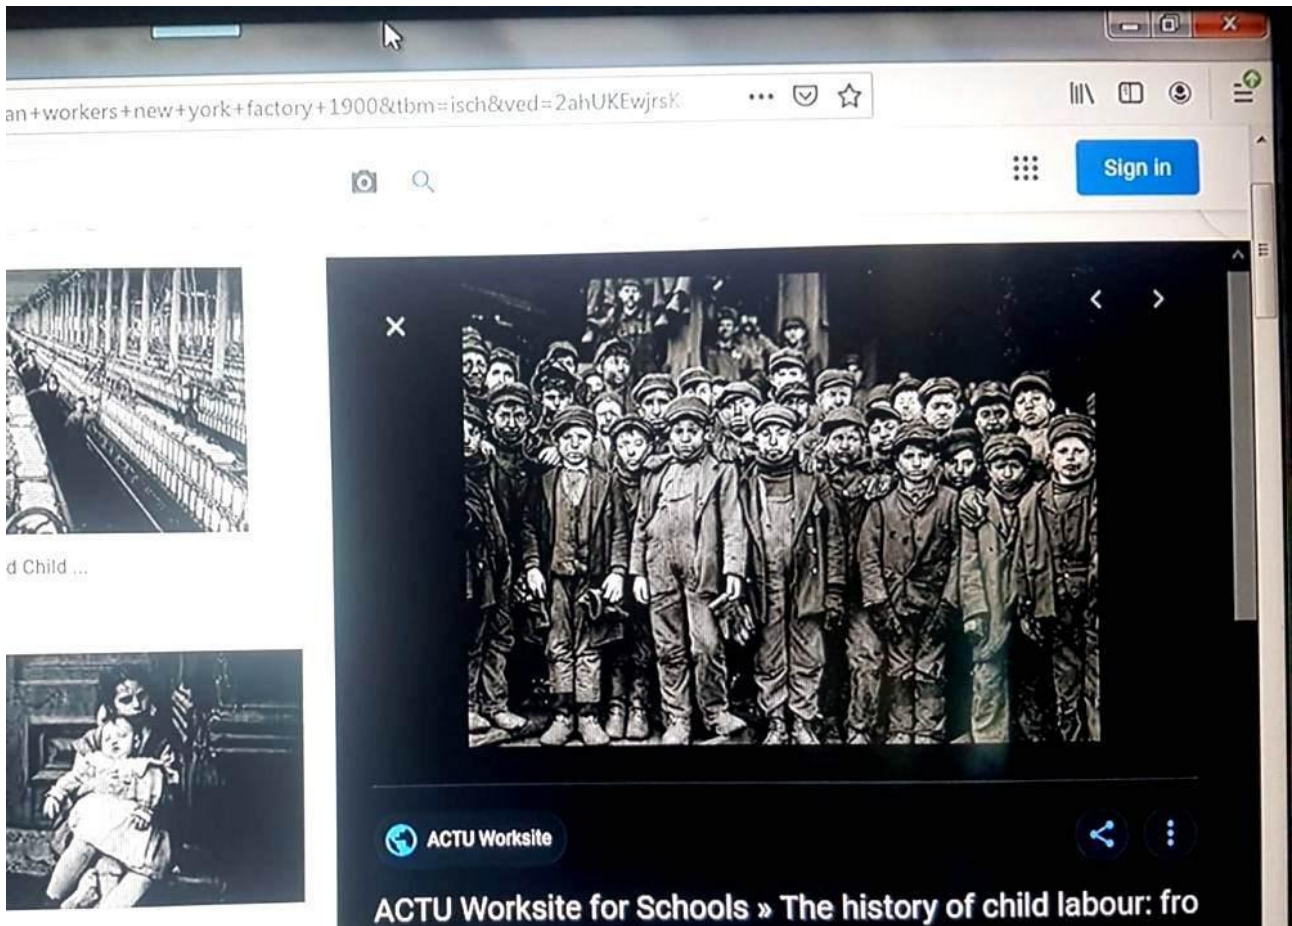 an+workers+new+york+factory+1900&tbm=isch&ved=2ahUKEwjrsK
Sign in
d Child ...
ACTU Worksite
ACTU Worksite for Schools » The history of child labour: fro